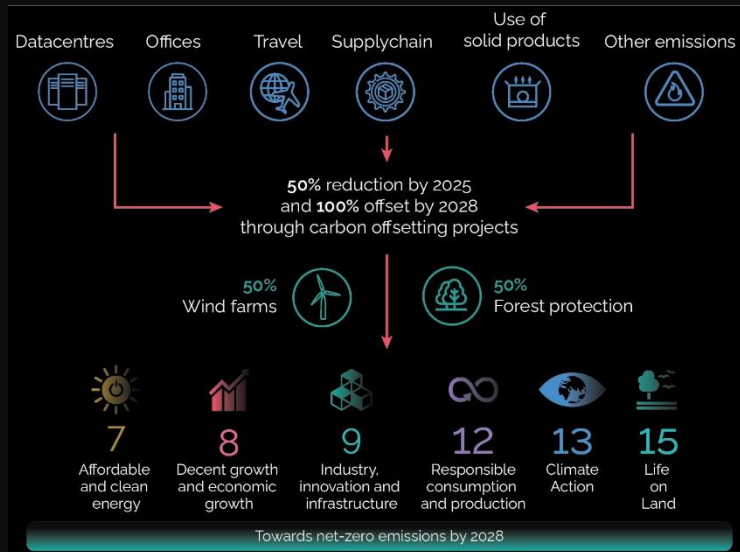 Datacentres
Offices
Travel
Supplychain
Use of
solid products
Other emissions
50% reduction by 2025
and 100% offset by 2028
through carbon offsetting projects
50%
Wind farms
50%
Forest protection
7
Affordable
and clean
energy
8
Decent growth
and economic
growth
9
Industry,
innovation and
infrastructure
12
Responsible
consumption
and production
13
Climate
Action
15
Life
on
Land
Towards net-zero emissions by 2028